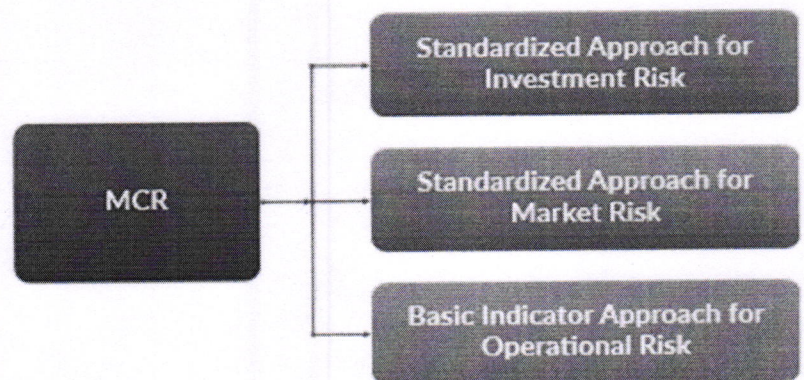 MCR
Standardized Approach for
Investment Risk
Standardized Approach for
Market Risk
Basic Indicator Approach for
Operational Risk